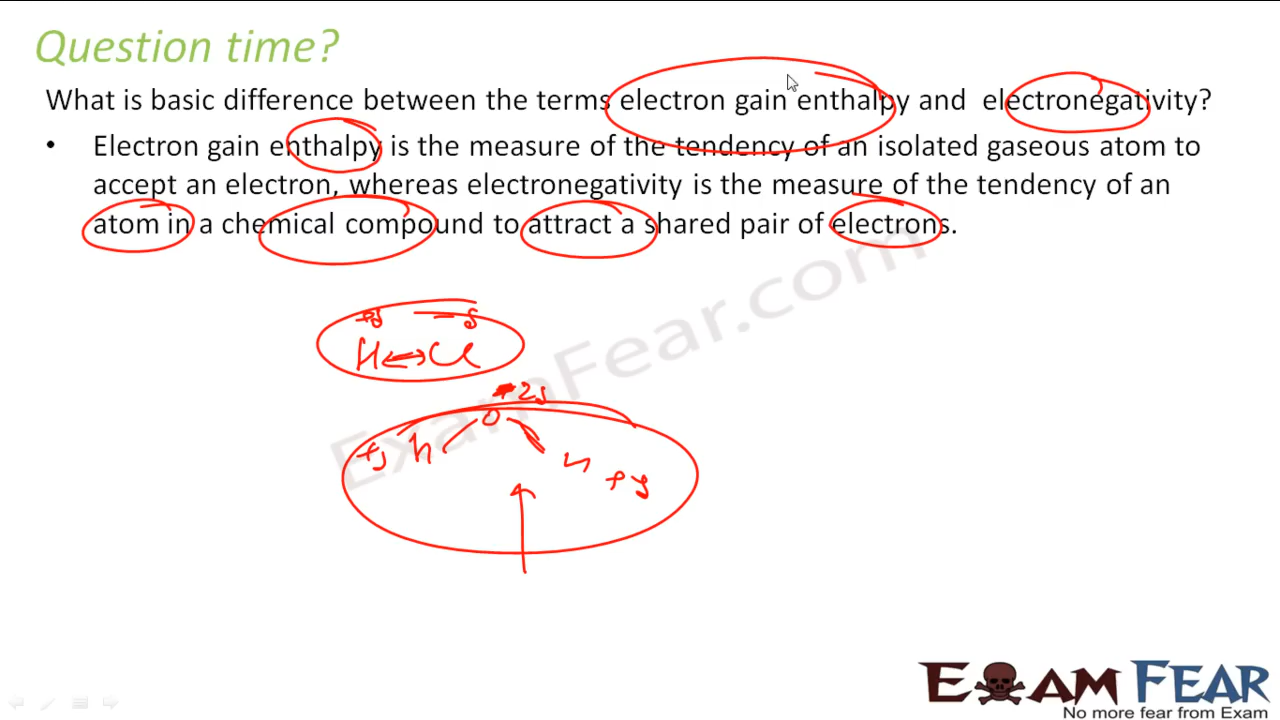 Question time?
What is basic difference between the terms electron gain enthalpy and electronegativity?
• Electron gain enthalpy is the measure of the tendency of an isolated gaseous atom to
accept an electron, whereas electronegativity is the measure of the tendency of an
atom in a chemical compound to attract a shared pair of electrons.
+δ −δ
H Cl
2δ
O
+δ H
H +δ
ExamFear.com
EXAM FEAR
No more fear from Exam